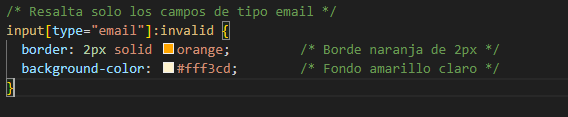 /* Resalta solo los campos de tipo email */
input[type="email"]:invalid {
border: 2px solid orange; /* Borde naranja de 2px */
background-color: #fff3cd; /* Fondo amarillo claro */
}